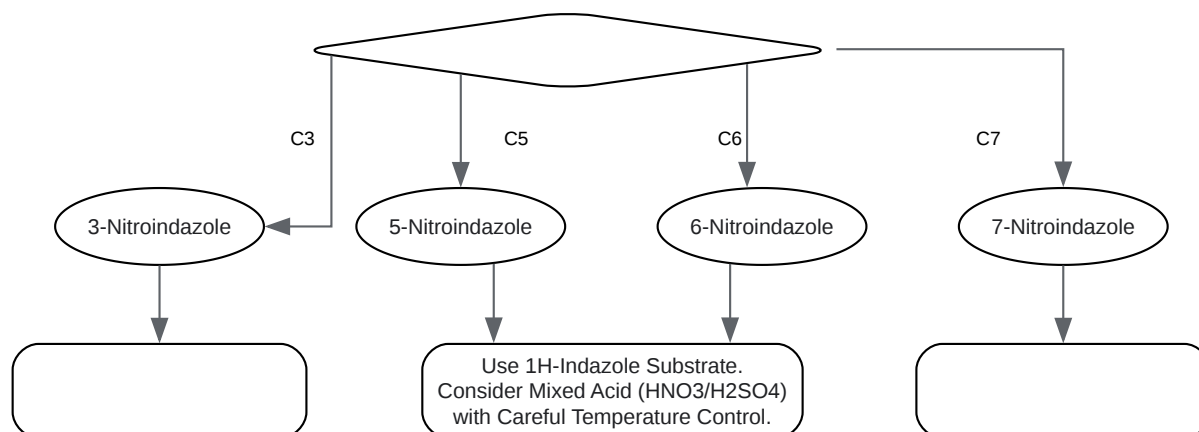 C3
C5
C6
C7
3-Nitroindazole
5-Nitroindazole
6-Nitroindazole
7-Nitroindazole
Use 1H-Indazole Substrate.
Consider Mixed Acid (HNO3/H2SO4)
with Careful Temperature Control.